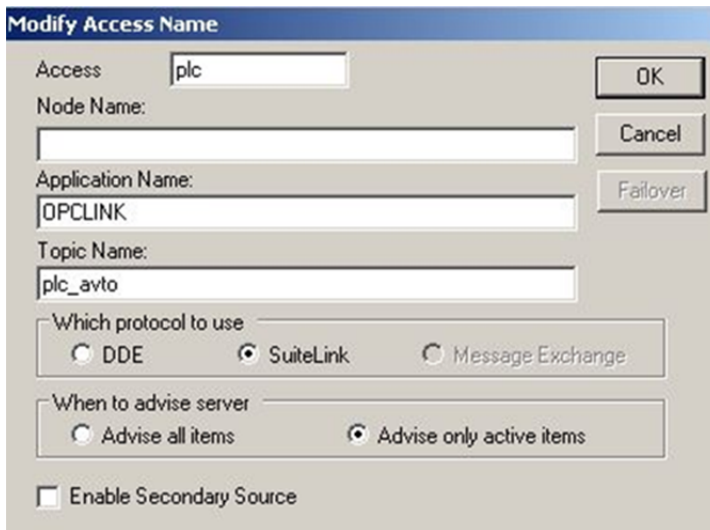 Modify Access Name
Access plc
OK
Node Name:
Cancel
Application Name:
Failover
OPCLINK
Topic Name:
plc_avto
Which protocol to use
DDE SuiteLink Message Exchange
When to advise server
Advise all items Advise only active items
Enable Secondary Source